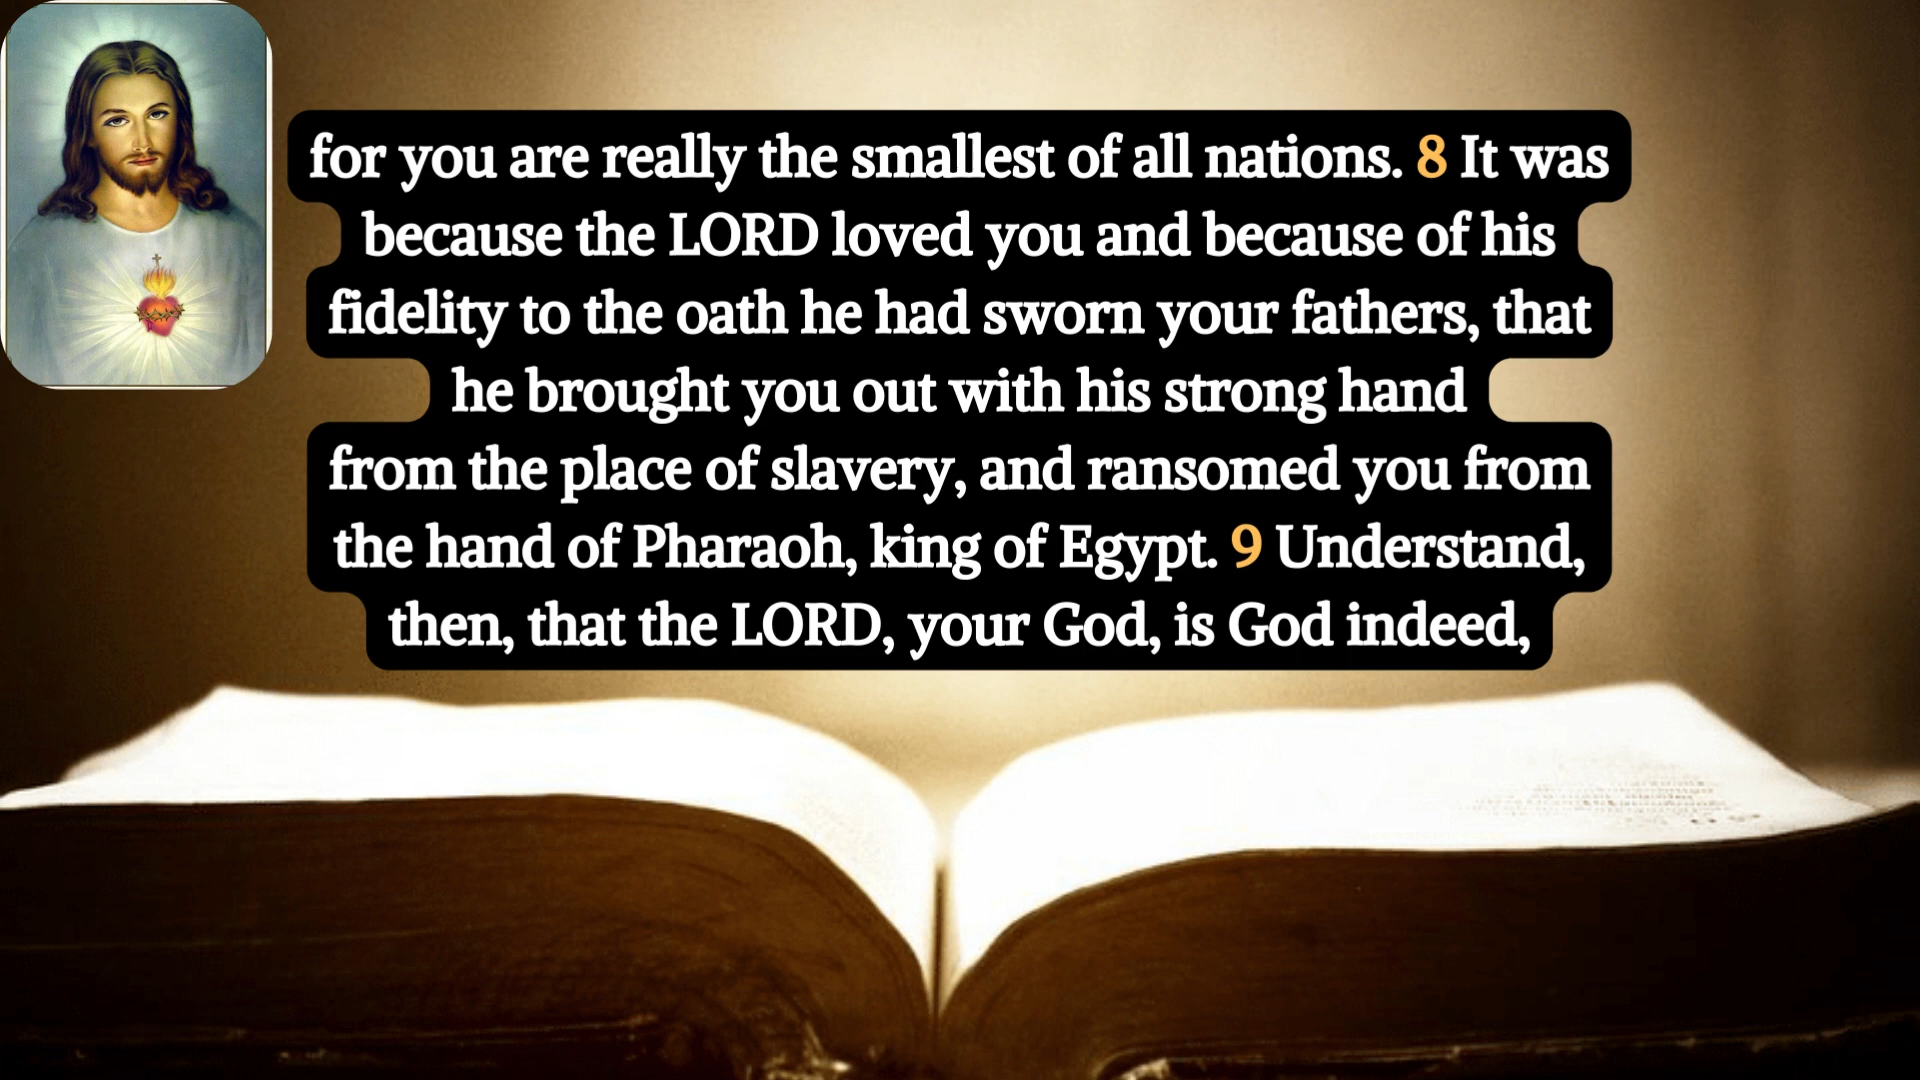 for you are really the smallest of all nations. 8 It was
because the LORD loved you and because of his
fidelity to the oath he had sworn your fathers, that
he brought you out with his strong hand
from the place of slavery, and ransomed you from
the hand of Pharaoh, king of Egypt. 9 Understand,
then, that the LORD, your God, is God indeed,